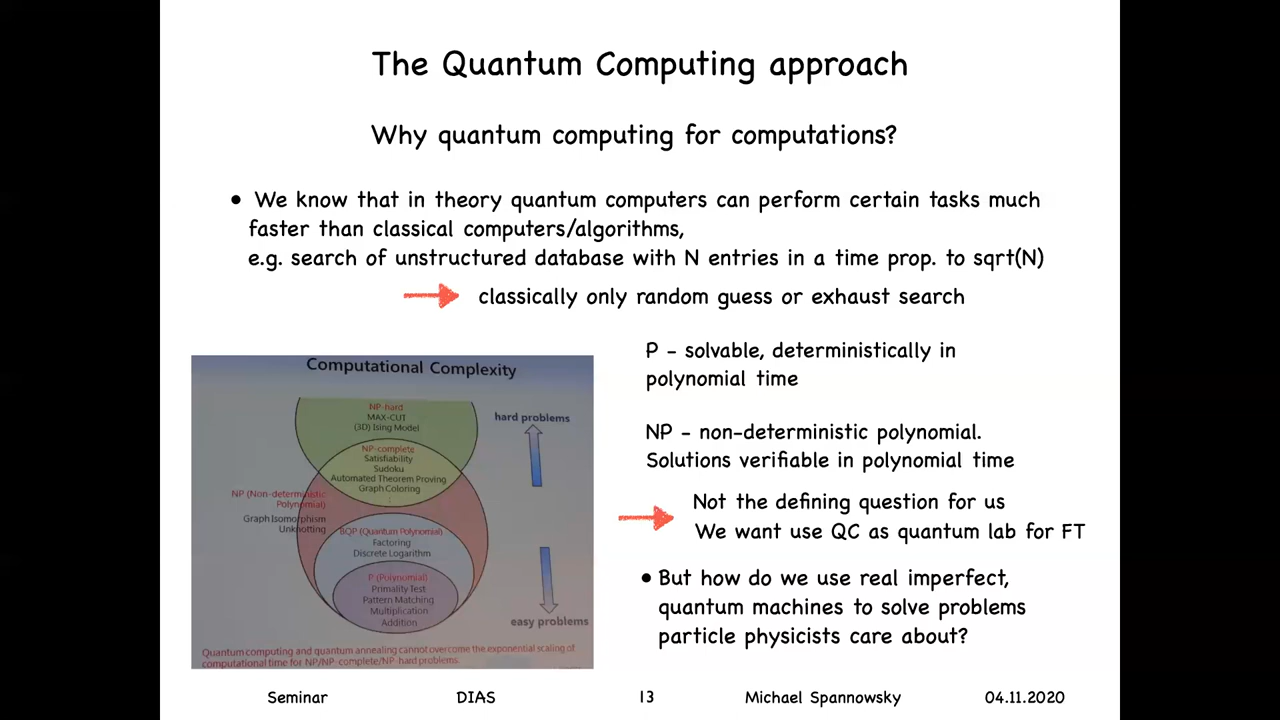 The Quantum Computing approach
Why quantum computing for computations?
• We know that in theory quantum computers can perform certain tasks much
faster than classical computers/algorithms,
e.g. search of unstructured database with N entries in a time prop. to sqrt(N)
classically only random guess or exhaust search
Computational Complexity
NP-hard
MAX-CUT
(3D) Ising Model
hard problems
NP-complete
Satisfiability
Sudoku
Automated Theorem Proving
Graph Coloring
NP (Non-deterministic
Polynomial)
Graph Isomorphism
Unknotting
BQP (Quantum Polynomial)
Factoring
Discrete Logarithm
P (Polynomial)
Primality Test
Pattern Matching
Multiplication
Addition
easy problems
Quantum computing and quantum annealing cannot overcome the exponential scaling of
computational time for NP/NP-complete/NP-hard problems
P - solvable, deterministically in
polynomial time
NP - non-deterministic polynomial.
Solutions verifiable in polynomial time
Not the defining question for us
We want use QC as quantum lab for FT
• But how do we use real imperfect,
quantum machines to solve problems
particle physicists care about?
Seminar DIAS 13 Michael Spannowsky 04.11.2020